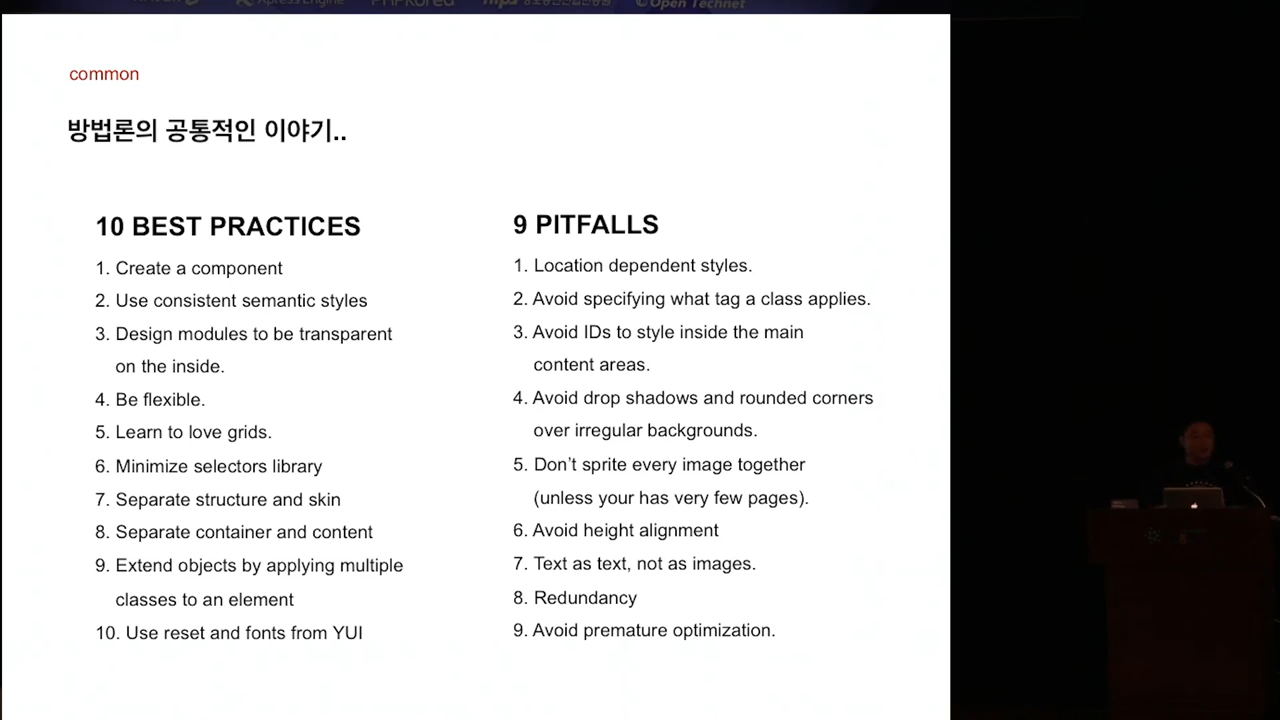 Xpress Engine
Open Technet
common
방법론의 공통적인 이야기..
10 BEST PRACTICES
1. Create a component
2. Use consistent semantic styles
3. Design modules to be transparent
on the inside.
4. Be flexible.
5. Learn to love grids.
6. Minimize selectors library
7. Separate structure and skin
8. Separate container and content
9. Extend objects by applying multiple
classes to an element
10. Use reset and fonts from YUI
9 PITFALLS
1. Location dependent styles.
2. Avoid specifying what tag a class applies.
3. Avoid IDs to style inside the main
content areas.
4. Avoid drop shadows and rounded corners
over irregular backgrounds.
5. Don’t sprite every image together
(unless your has very few pages).
6. Avoid height alignment
7. Text as text, not as images.
8. Redundancy
9. Avoid premature optimization.